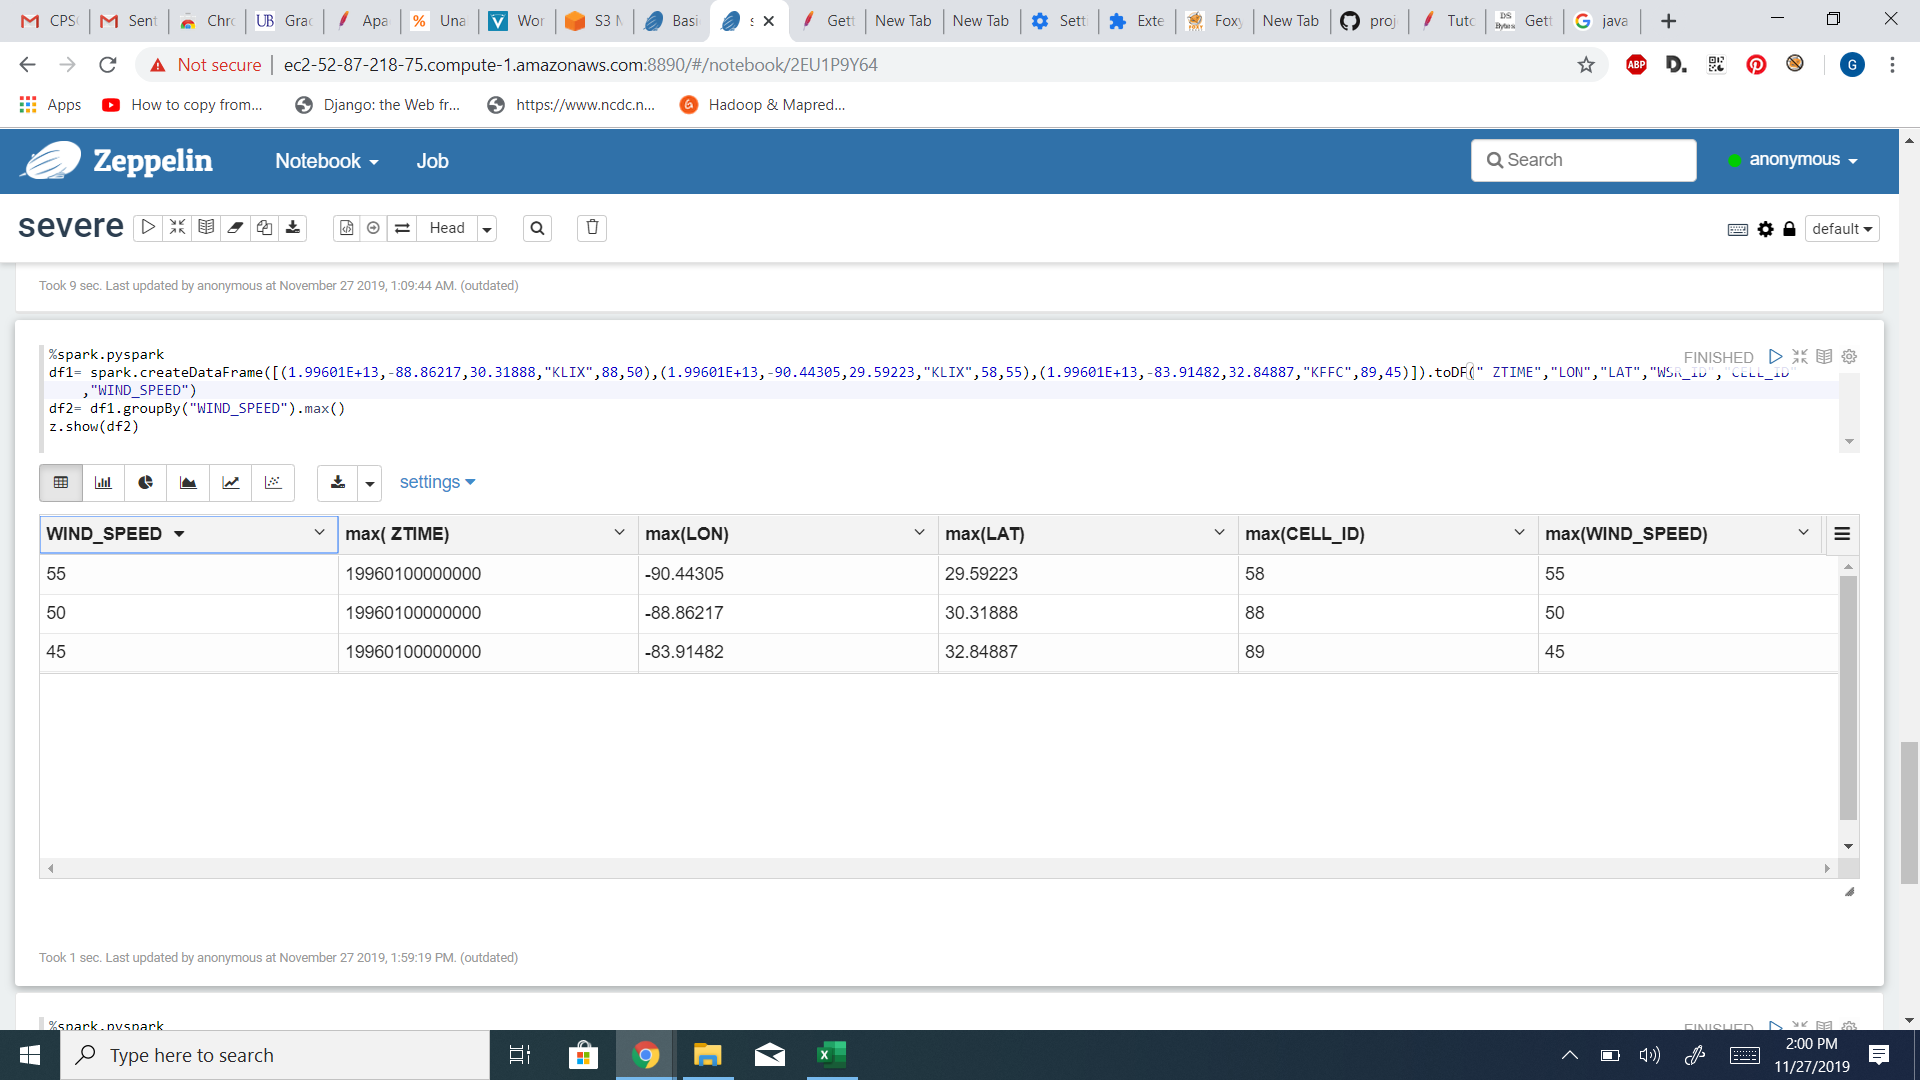 CPS Sent Chr UB Grad Apa Una Wor S3 M Basi s Gett New Tab New Tab Sett Exte Foxy New Tab proj Tuto DS Bytes Gett java
Not secure ec2-52-87-218-75.compute-1.amazonaws.com:8890/#/notebook/2EU1P9Y64 ABP D. G
Apps How to copy from... Django: the Web fr... https://www.ncdc.n... Hadoop & Mapred...
Zeppelin Notebook Job Search anonymous
severe Head default
Took 9 sec. Last updated by anonymous at November 27 2019, 1:09:44 AM. (outdated)
%spark.pyspark
FINISHED
df1= spark.createDataFrame([(1.99601E+13,-88.86217,30.31888,"KLIX",88,50),(1.99601E+13,-90.44305,29.59223,"KLIX",58,55),(1.99601E+13,-83.91482,32.84887,"KFFC",89,45)]).toDF(" ZTIME","LON","LAT","WSR_ID","CELL_ID"
,"WIND_SPEED")
df2= df1.groupBy("WIND_SPEED").max()
z.show(df2)
settings
WIND_SPEED max( ZTIME) max(LON) max(LAT) max(CELL_ID) max(WIND_SPEED)
55 19960100000000 -90.44305 29.59223 58 55
50 19960100000000 -88.86217 30.31888 88 50
45 19960100000000 -83.91482 32.84887 89 45
Took 1 sec. Last updated by anonymous at November 27 2019, 1:59:19 PM. (outdated)
%spark.pyspark
FINISHED
Type here to search
2:00 PM
11/27/2019